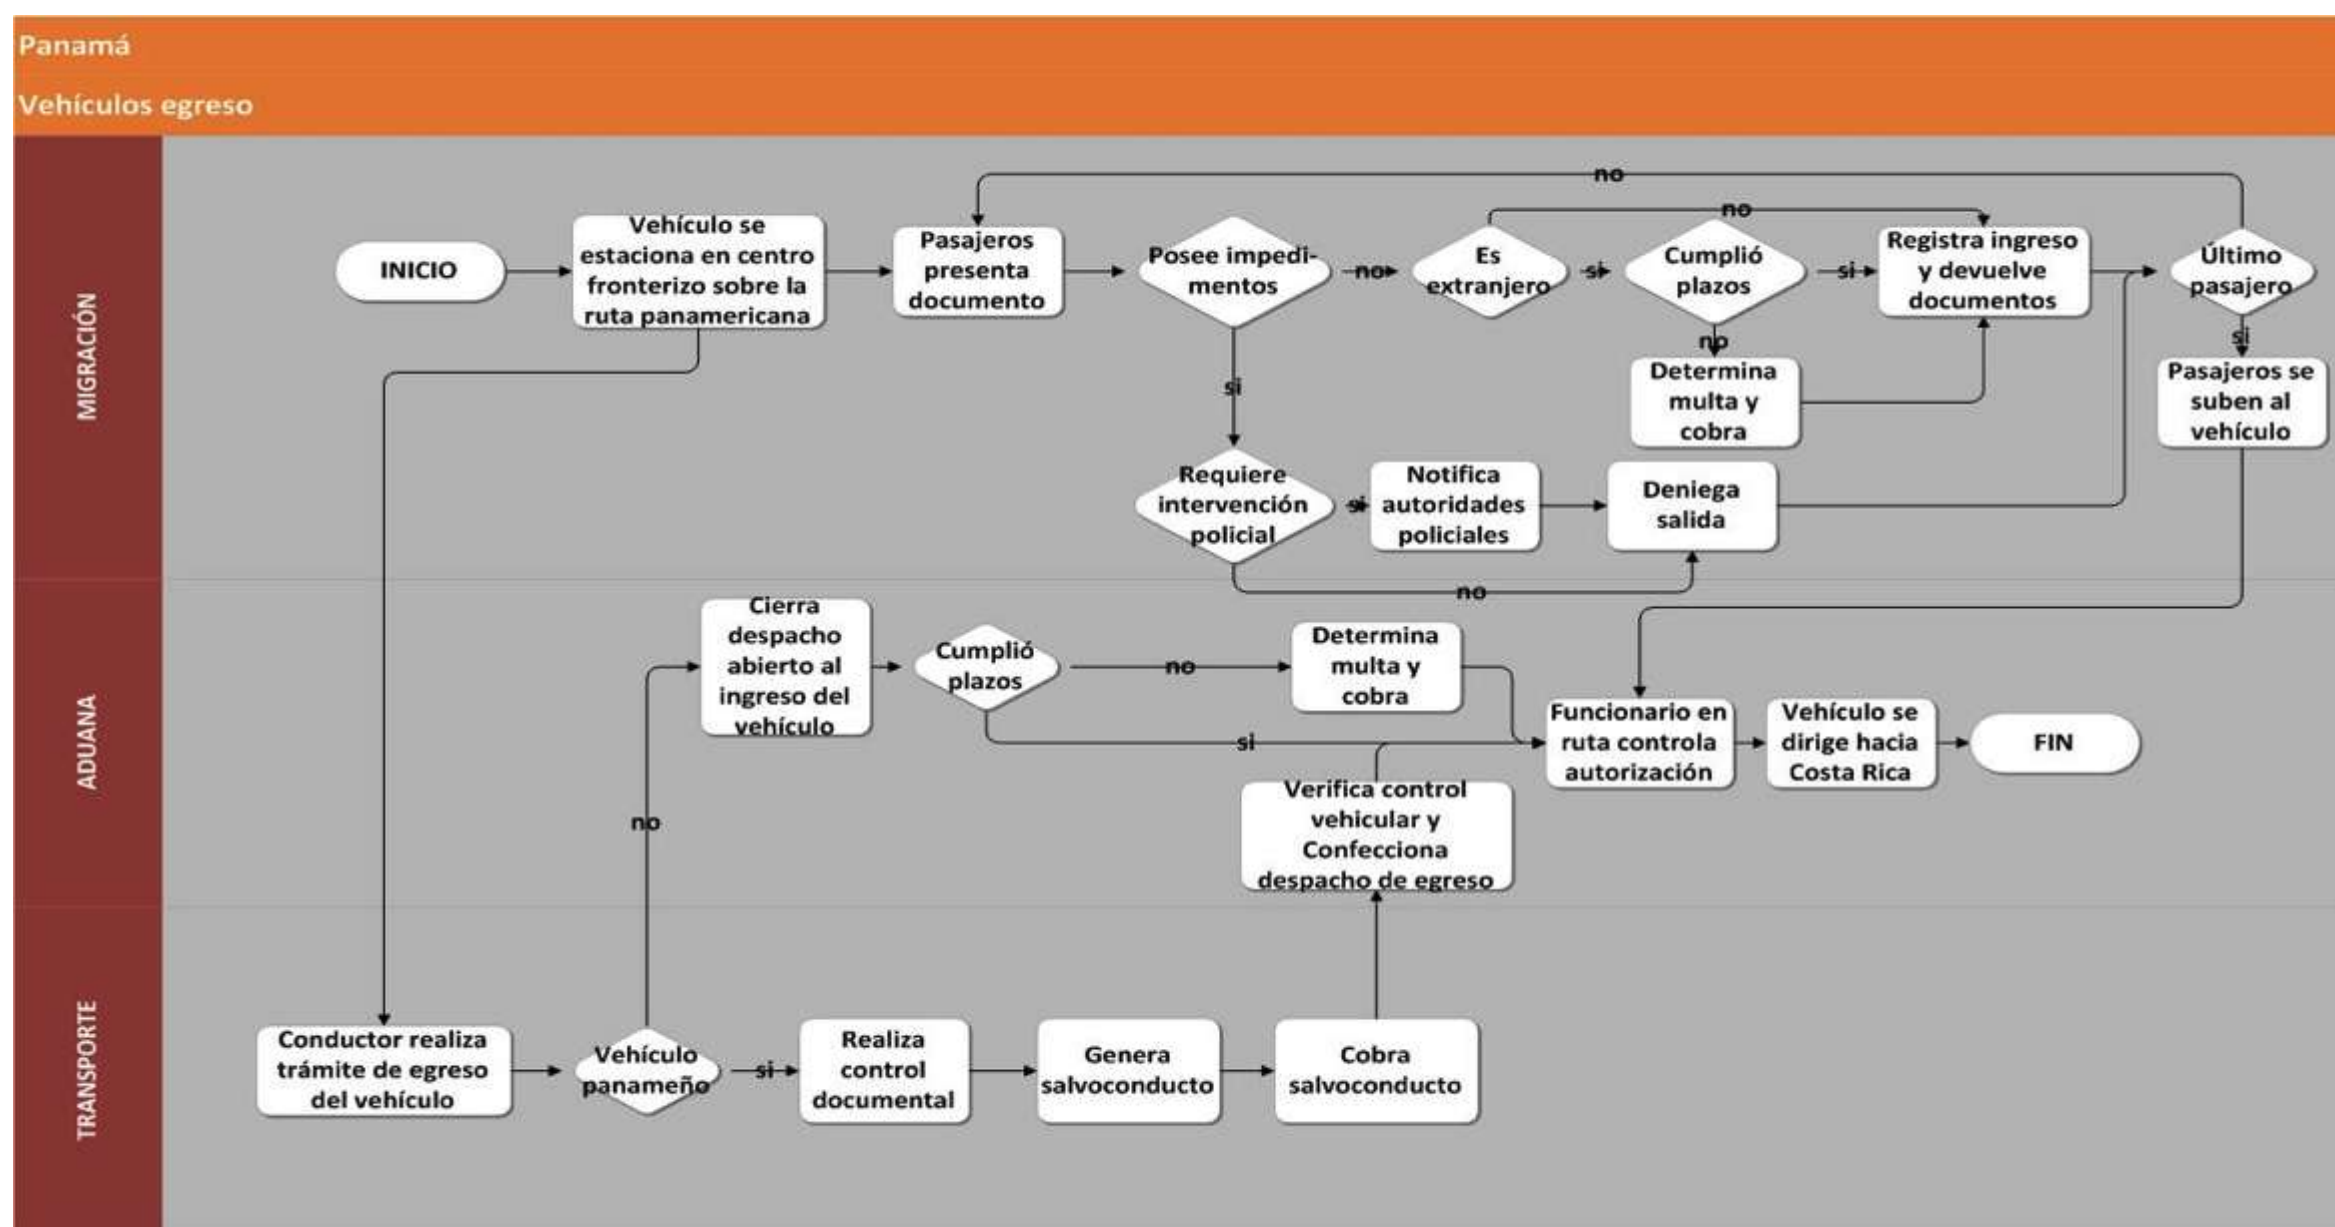 Panamá
Vehículos egreso
MIGRACIÓN
no
no
INICIO
Vehículo se
estaciona en centro
fronterizo sobre la
ruta panamericana
Pasajeros
presenta
documento
Posee impedi-
mentos
no
Es
extranjero
si
Cumplió
plazos
si
Registra ingreso
y devuelve
documentos
Último
pasajero
si
no
si
Determina
multa y
cobra
Pasajeros se
suben al
vehículo
Requiere
intervención
policial
si
Notifica
autoridades
policiales
Deniega
salida
no
ADUANA
Cierra
despacho
abierto al
ingreso del
vehículo
Cumplió
plazos
no
Determina
multa y
cobra
si
Funcionario en
ruta controla
autorización
Vehículo se
dirige hacia
Costa Rica
FIN
no
Verifica control
vehicular y
Confecciona
despacho de egreso
TRANSPORTE
Conductor realiza
trámite de egreso
del vehículo
Vehículo
panameño
si
Realiza
control
documental
Genera
salvoconducto
Cobra
salvoconducto